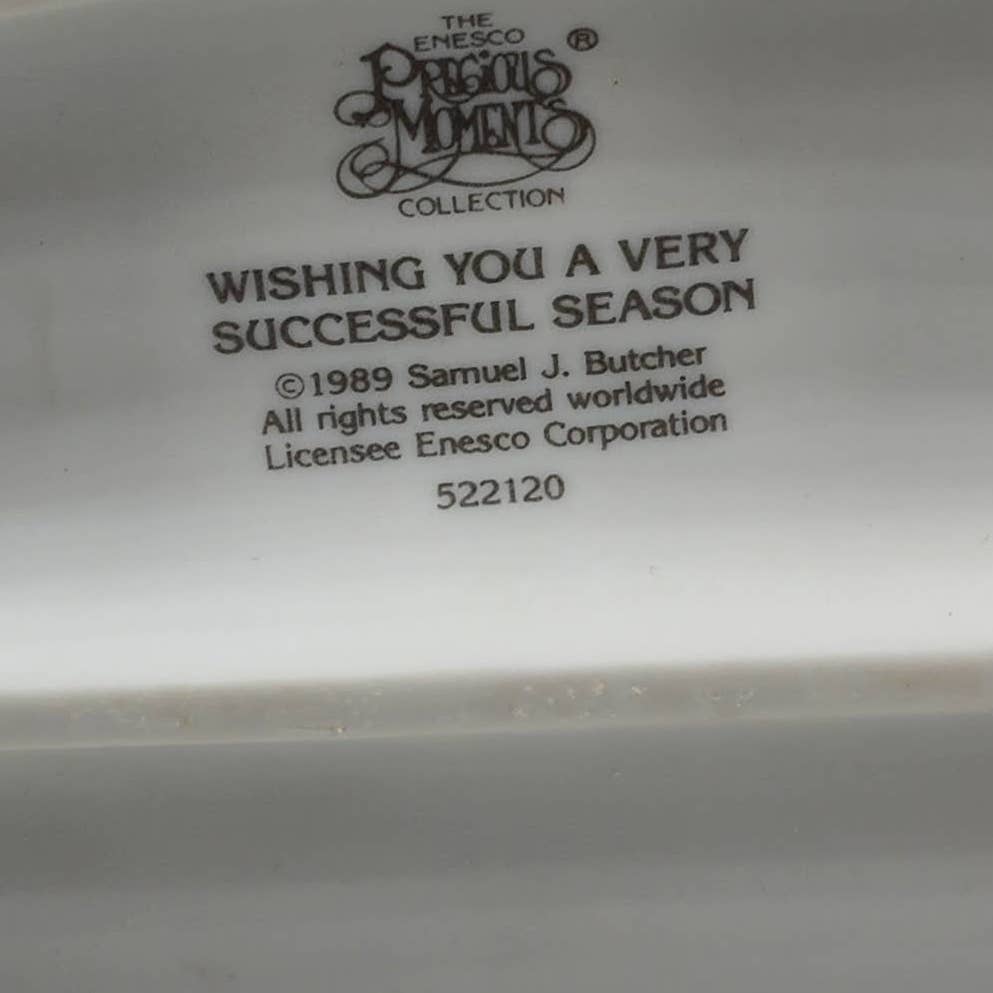 THE
ENESCO
PRECIOUS ®
MOMENTS
COLLECTION
WISHING YOU A VERY
SUCCESSFUL SEASON
©1989 Samuel J. Butcher
All rights reserved worldwide
Licensee Enesco Corporation
522120